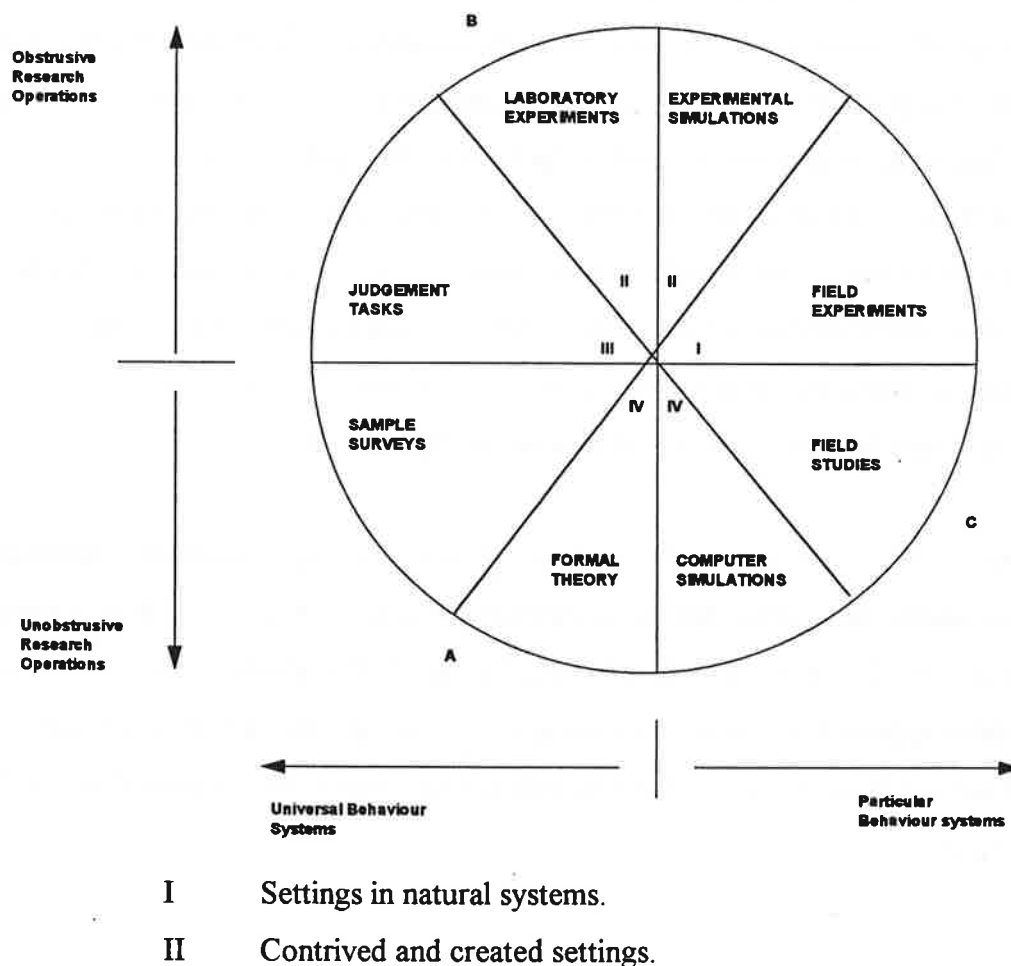 B
Obstrusive
Research
Operations
LABORATORY
EXPERIMENTS
EXPERIMENTAL
SIMULATIONS
JUDGEMENT
TASKS
II
II
FIELD
EXPERIMENTS
III
I
IV
IV
SAMPLE
SURVEYS
FIELD
STUDIES
C
FORMAL
THEORY
COMPUTER
SIMULATIONS
Unobstrusive
Research
Operations
A
Universal Behaviour
Systems
Particular
Behaviour systems
I Settings in natural systems.
II Contrived and created settings.